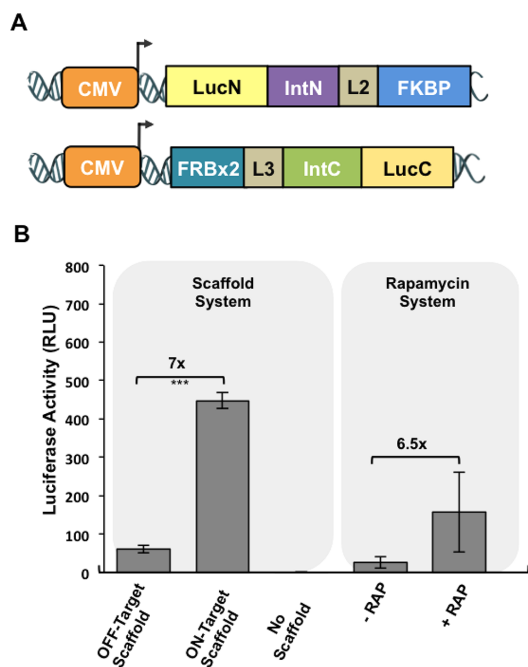 A
CMV LucN IntN L2 FKBP
CMV FRBx2 L3 IntC LucC
B
Luciferase Activity (RLU)
800
700
600
500
400
300
200
100
0
Scaffold
System
Rapamycin
System
7x
***
6.5x
OFF-Target
Scaffold
ON-Target
Scaffold
No
Scaffold
- RAP
+ RAP